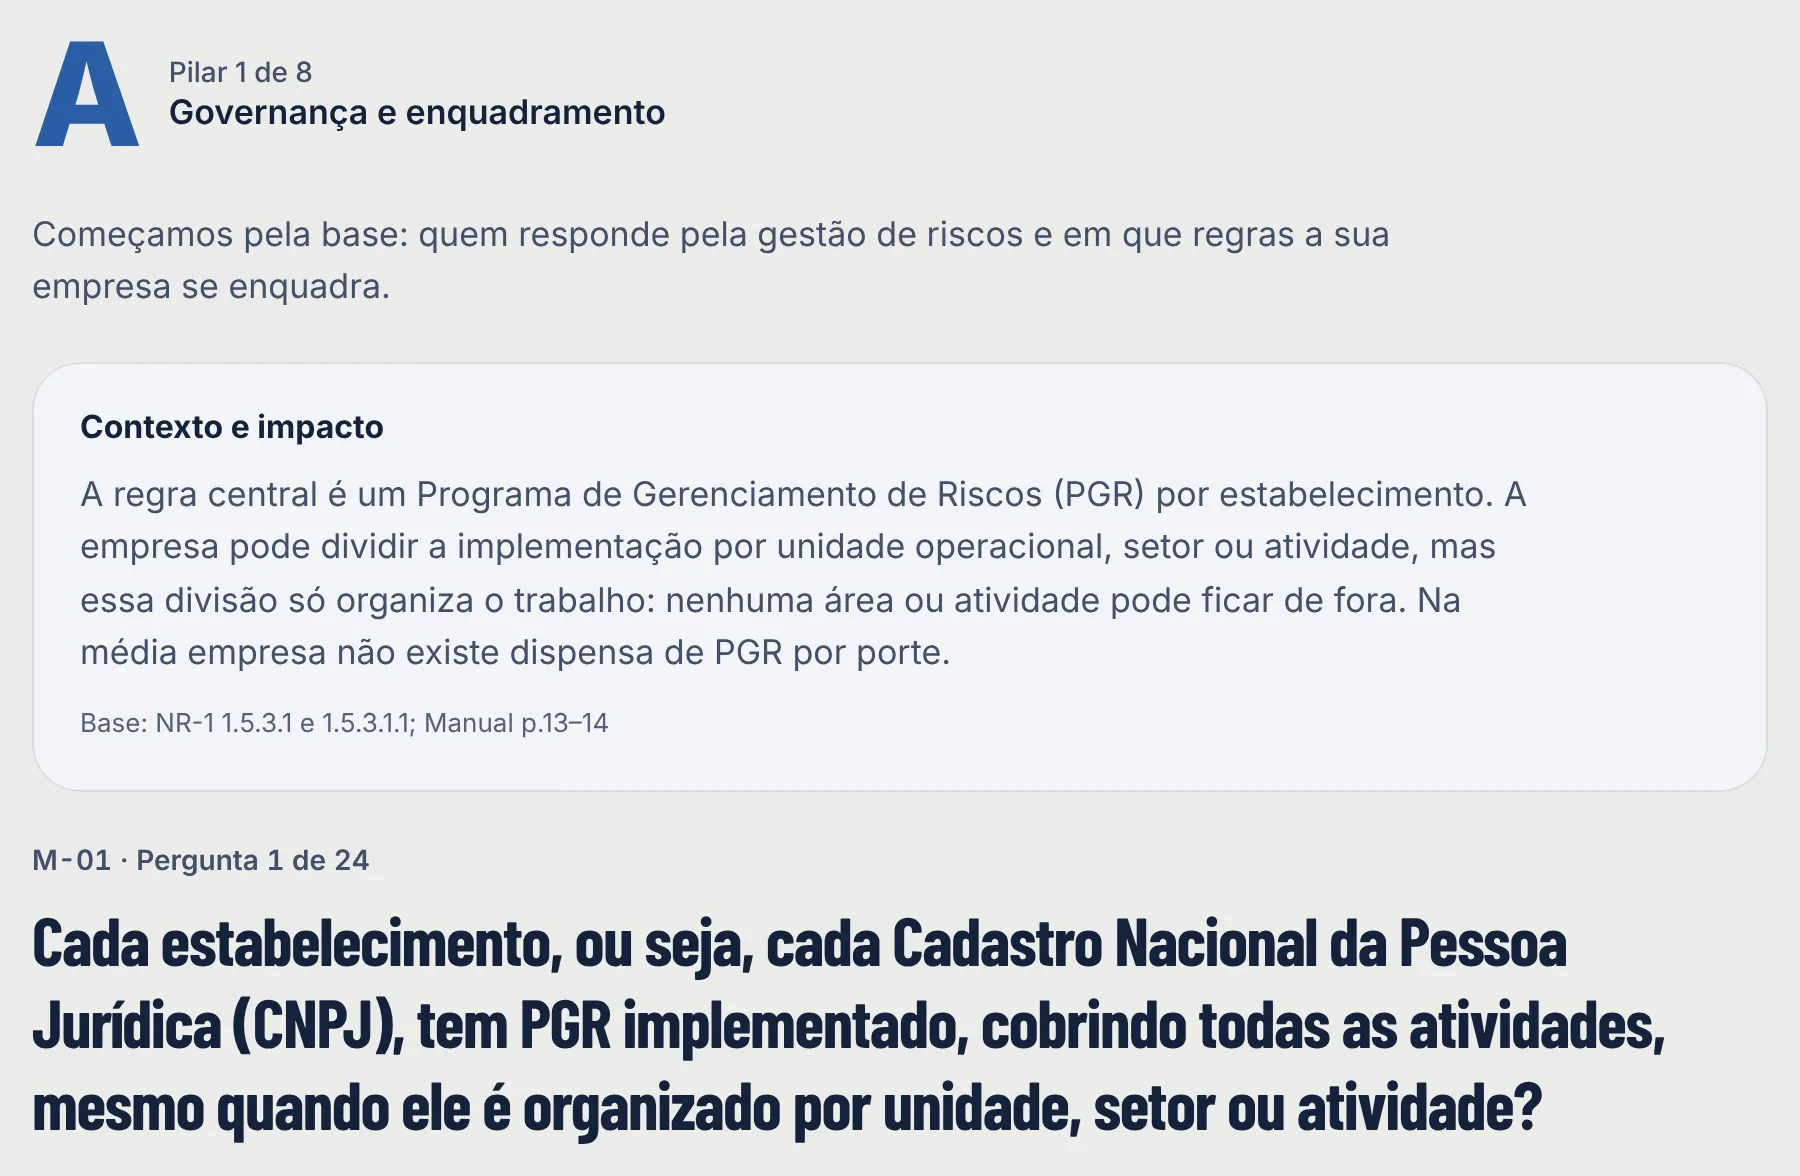 A
Pilar 1 de 8
Governança e enquadramento
Começamos pela base: quem responde pela gestão de riscos e em que regras a sua
empresa se enquadra.
Contexto e impacto
A regra central é um Programa de Gerenciamento de Riscos (PGR) por estabelecimento. A
empresa pode dividir a implementação por unidade operacional, setor ou atividade, mas
essa divisão só organiza o trabalho: nenhuma área ou atividade pode ficar de fora. Na
média empresa não existe dispensa de PGR por porte.
Base: NR-1 1.5.3.1 e 1.5.3.1.1; Manual p.13–14
M-01 · Pergunta 1 de 24
Cada estabelecimento, ou seja, cada Cadastro Nacional da Pessoa
Jurídica (CNPJ), tem PGR implementado, cobrindo todas as atividades,
mesmo quando ele é organizado por unidade, setor ou atividade?